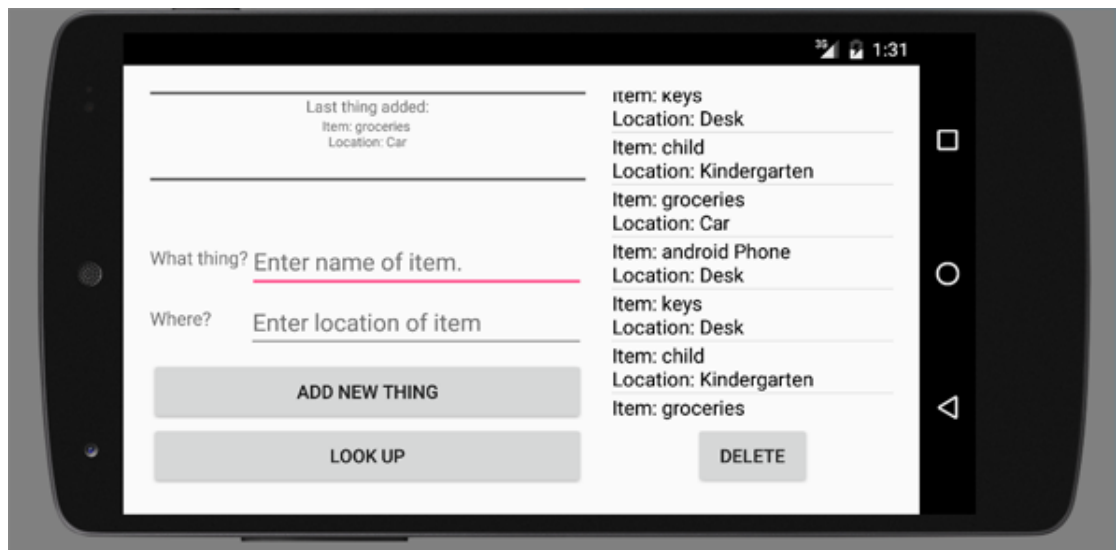 3G 1:31
Last thing added:
Item: groceries
Location: Car
What thing? Enter name of item.
Where? Enter location of item
ADD NEW THING
LOOK UP
Item: keys
Location: Desk
Item: child
Location: Kindergarten
Item: groceries
Location: Car
Item: android Phone
Location: Desk
Item: keys
Location: Desk
Item: child
Location: Kindergarten
Item: groceries
DELETE